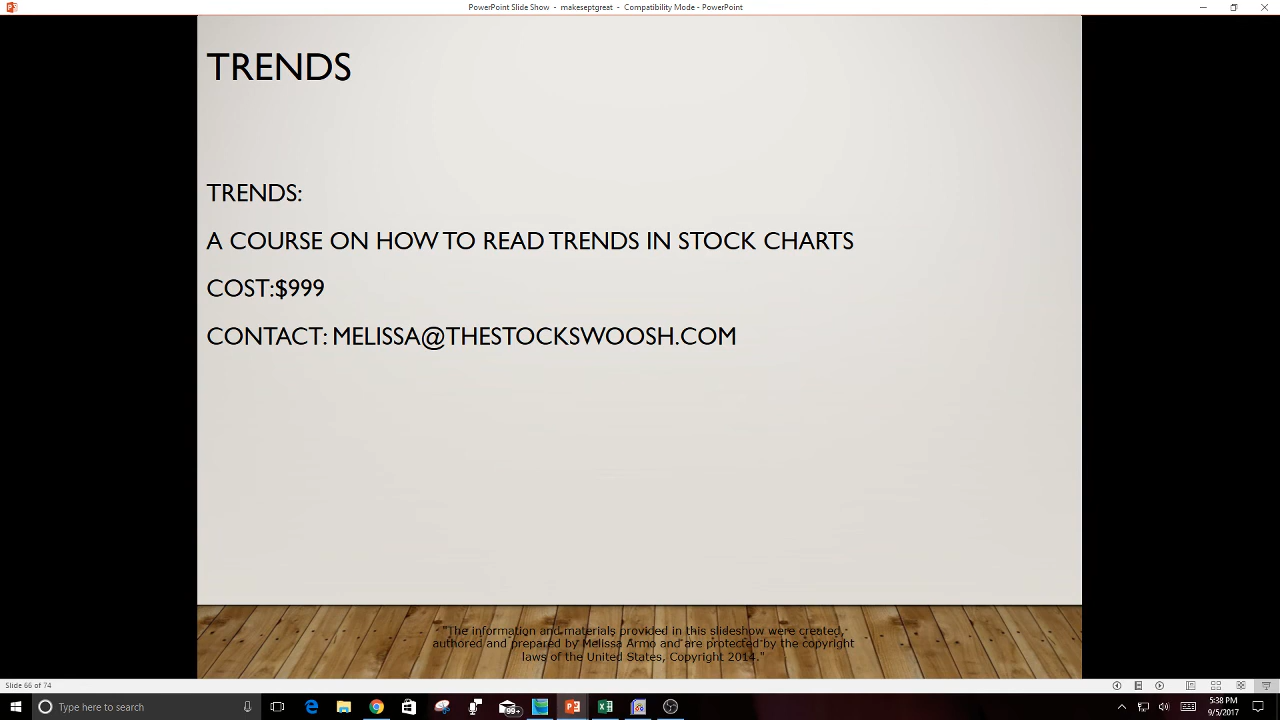 PowerPoint Slide Show - makeseptgreat - Compatibility Mode - PowerPoint
TRENDS
TRENDS:
A COURSE ON HOW TO READ TRENDS IN STOCK CHARTS
COST:$999
CONTACT: MELISSA@THESTOCKSWOOSH.COM
"The information and materials provided in this slideshow were created,
authored and prepared by Melissa Armo and are protected by the copyright
laws of the United States, Copyright 2014."
Slide 66 of 74
Type here to search
99+
5:38 PM
9/5/2017